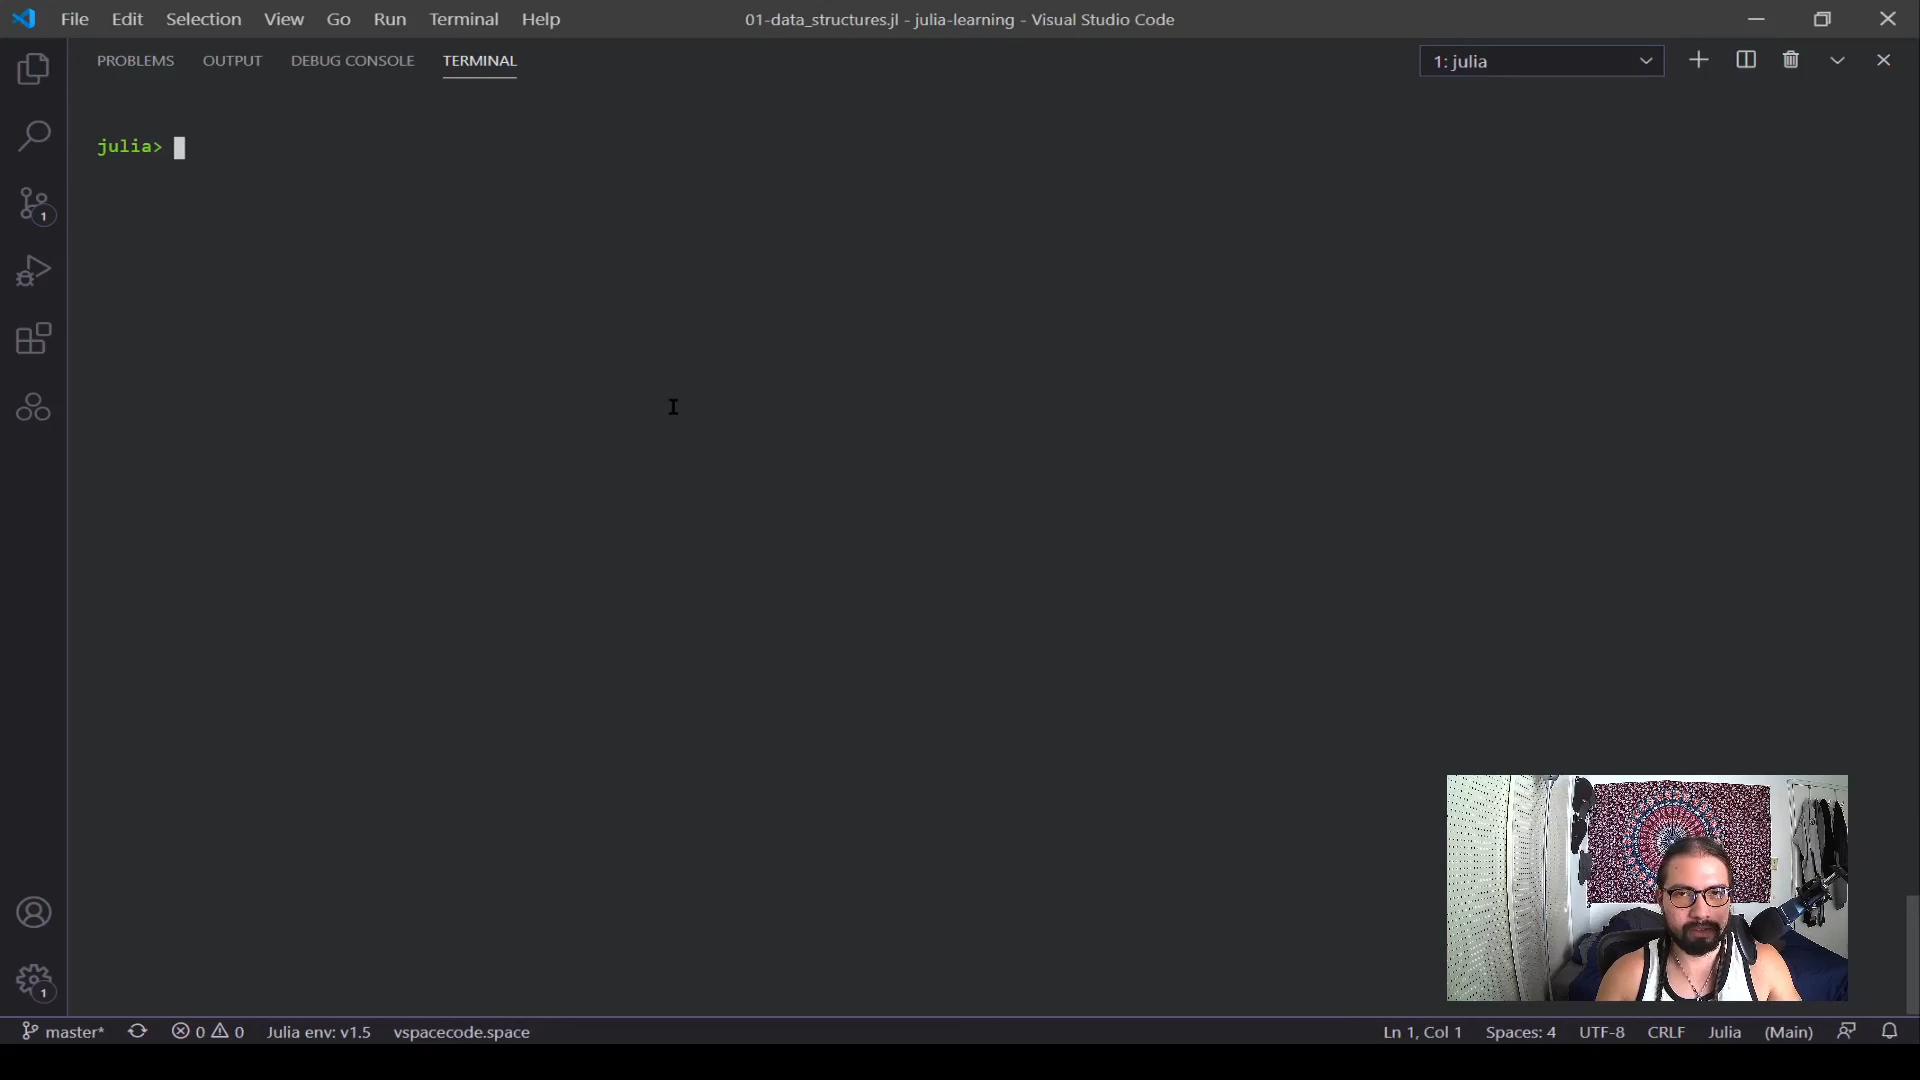 File Edit Selection View Go Run Terminal Help
01-data_structures.jl - julia-learning - Visual Studio Code
PROBLEMS OUTPUT DEBUG CONSOLE TERMINAL
1: julia
julia>
1
1
master* 0 0 Julia env: v1.5 vspacecode.space
Ln 1, Col 1 Spaces: 4 UTF-8 CRLF Julia (Main)